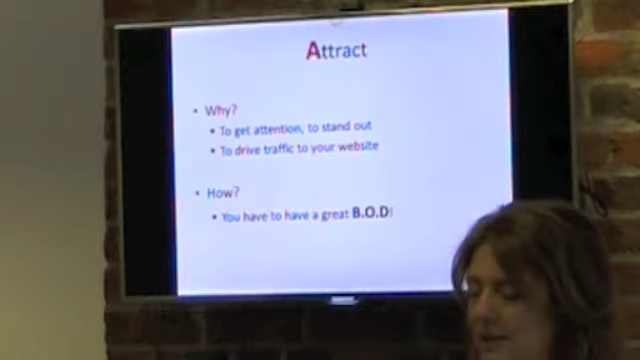 Attract
• Why?
• To get attention, to stand out
• To drive traffic to your website
• How?
• You have to have a great B.O.D!